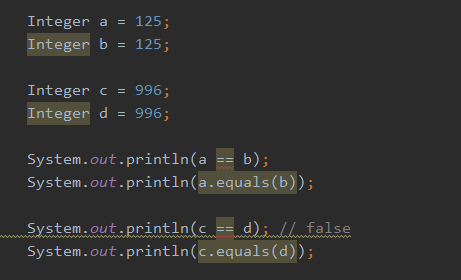 Integer a = 125;
Integer b = 125;
Integer c = 996;
Integer d = 996;
System.out.println(a == b);
System.out.println(a.equals(b));
System.out.println(c == d); // false
System.out.println(c.equals(d));